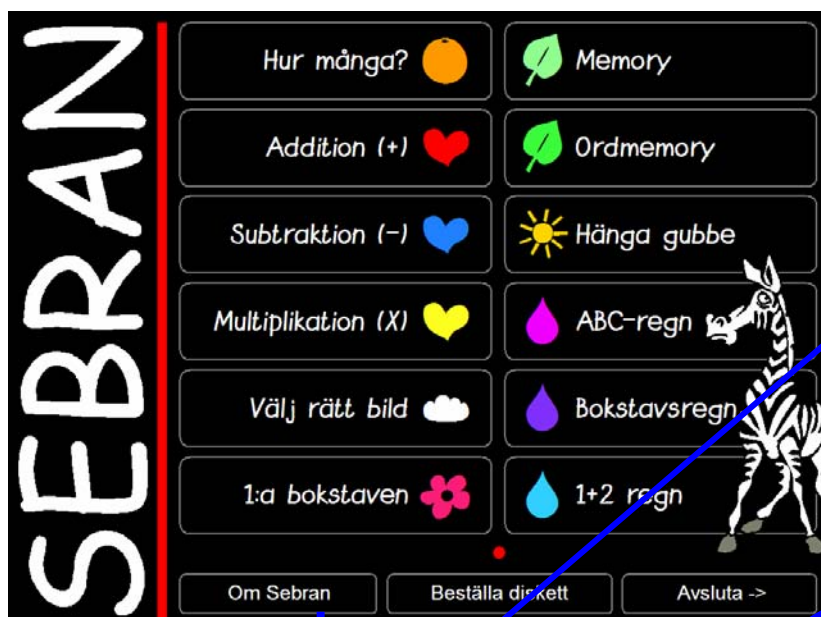 SEBRAN
Hur många?
Addition (+)
Subtraktion (-)
Multiplikation (X)
Välj rätt bild
1:a bokstaven
Memory
Ordmemory
Hänga gubbe
ABC-regn
Bokstavsregn
1+2 regn
Om Sebran
Beställa diskett
Avsluta ->